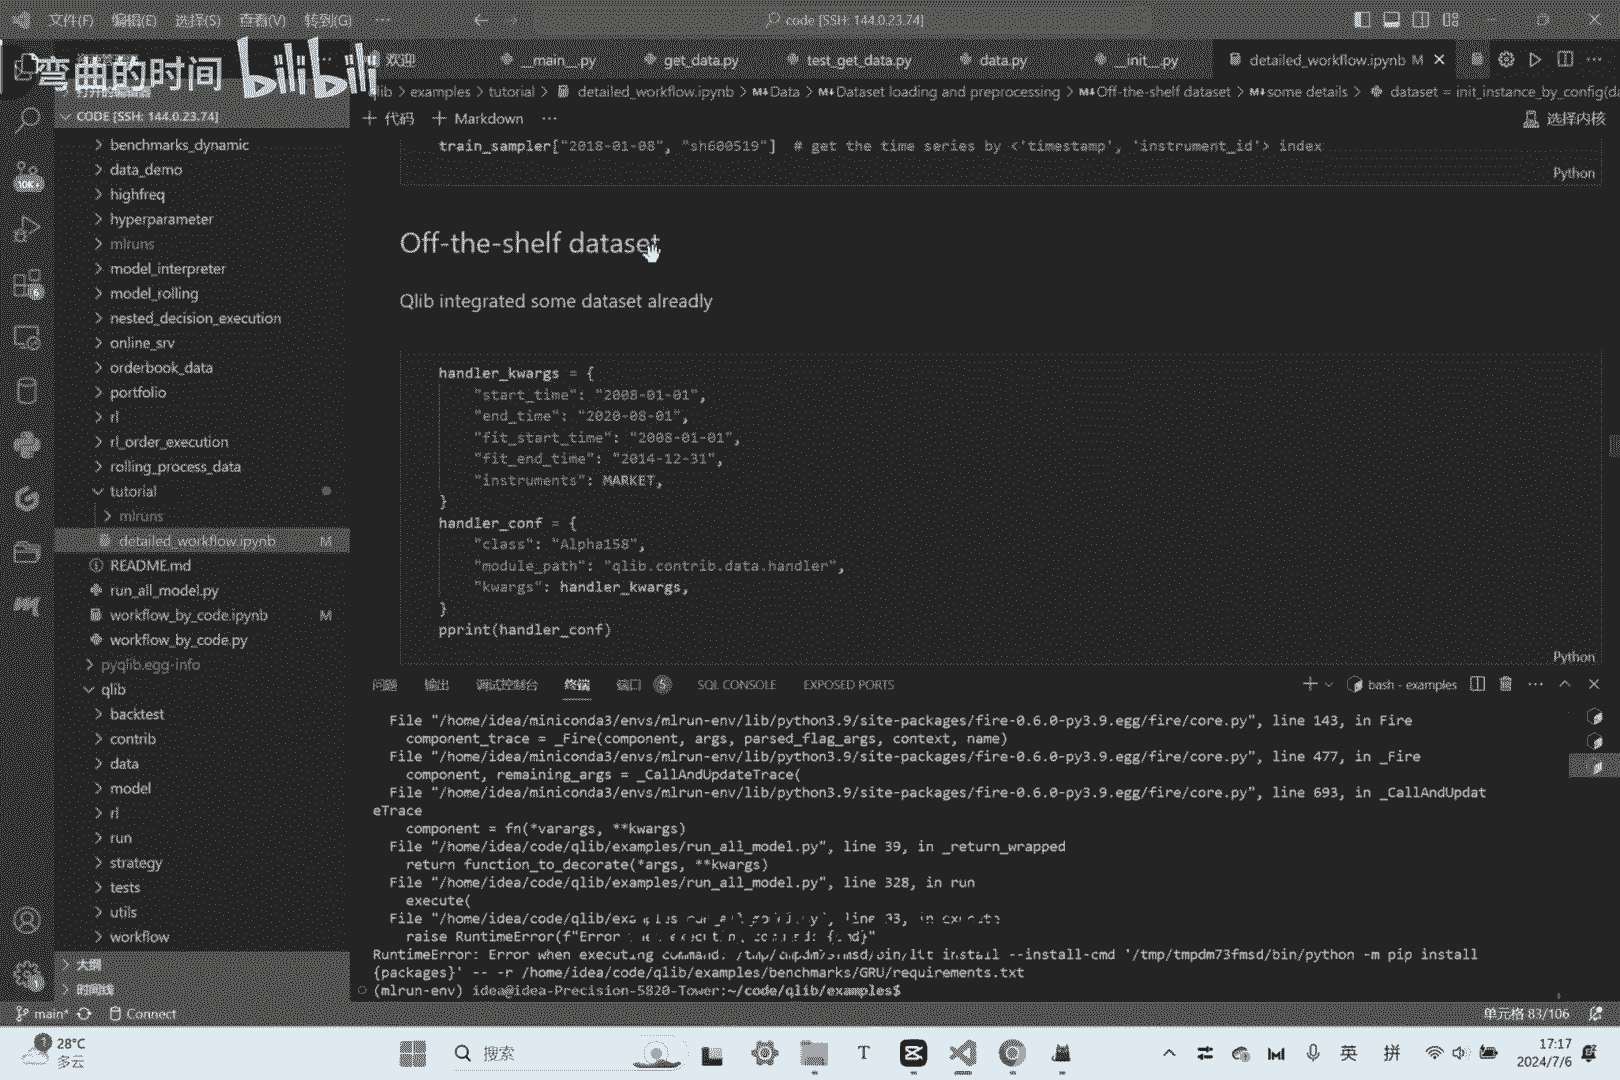 文件(F) 编辑(E) 选择(S) 查看(V) 转到(G) ···
code [SSH: 144.0.23.74]
弯曲的时间 bilibili
欢迎 __main__.py get_data.py test_get_data.py data.py __init__.py detailed_workflow.ipynb M
examples > tutorial > detailed_workflow.ipynb > M↓Data > M↓Dataset loading and preprocessing > M↓Off-the-shelf dataset > M↓some details > dataset = init_instance_by_config(da
CODE [SSH: 144.0.23.74]
+ 代码 + Markdown ···
选择内核
benchmarks_dynamic
data_demo
highfreq
hyperparameter
mlruns
model_interpreter
model_rolling
nested_decision_execution
online_srv
orderbook_data
portfolio
rl
rl_order_execution
rolling_process_data
tutorial
mlruns
detailed_workflow.ipynb M
README.md
run_all_model.py
workflow_by_code.ipynb M
workflow_by_code.py
pyqlib.egg-info
qlib
backtest
contrib
data
model
rl
run
strategy
tests
utils
workflow
大纲
时间线
10K+
6
1
train_sampler["2018-01-08", "sh600519"] # get the time series by <'timestamp', 'instrument_id'> index
Python
Off-the-shelf dataset
Qlib integrated some dataset alreadly
handler_kwargs = {
"start_time": "2008-01-01",
"end_time": "2020-08-01",
"fit_start_time": "2008-01-01",
"fit_end_time": "2014-12-31",
"instruments": MARKET,
}
handler_conf = {
"class": "Alpha158",
"module_path": "qlib.contrib.data.handler",
"kwargs": handler_kwargs,
}
pprint(handler_conf)
Python
问题 输出 调试控制台 终端 端口 5 SQL CONSOLE EXPOSED PORTS
bash - examples
File "/home/idea/miniconda3/envs/mlrun-env/lib/python3.9/site-packages/fire-0.6.0-py3.9.egg/fire/core.py", line 143, in Fire
component_trace = _Fire(component, args, parsed_flag_args, context, name)
File "/home/idea/miniconda3/envs/mlrun-env/lib/python3.9/site-packages/fire-0.6.0-py3.9.egg/fire/core.py", line 477, in _Fire
component, remaining_args = _CallAndUpdateTrace(
File "/home/idea/miniconda3/envs/mlrun-env/lib/python3.9/site-packages/fire-0.6.0-py3.9.egg/fire/core.py", line 693, in _CallAndUpdat
eTrace
component = fn(*varargs, **kwargs)
File "/home/idea/code/qlib/examples/run_all_model.py", line 39, in _return_wrapped
return function_to_decorate(*args, **kwargs)
File "/home/idea/code/qlib/examples/run_all_model.py", line 328, in run
execute(
File "/home/idea/code/qlib/
raise RuntimeError(f"Error
RuntimeError: Error when executing command: install --install-cmd '/tmp/tmpdm73fmsd/bin/python -m pip install
{packages}' -- -r /home/idea/code/qlib/examples/benchmarks/GRU/requirements.txt
(mlrun-env) idea@idea-Precision-5820-Tower:~/code/qlib/examples$
main* Connect
单元格 83/106
1 28°C
多云
搜索
英 拼
17:17
2024/7/6